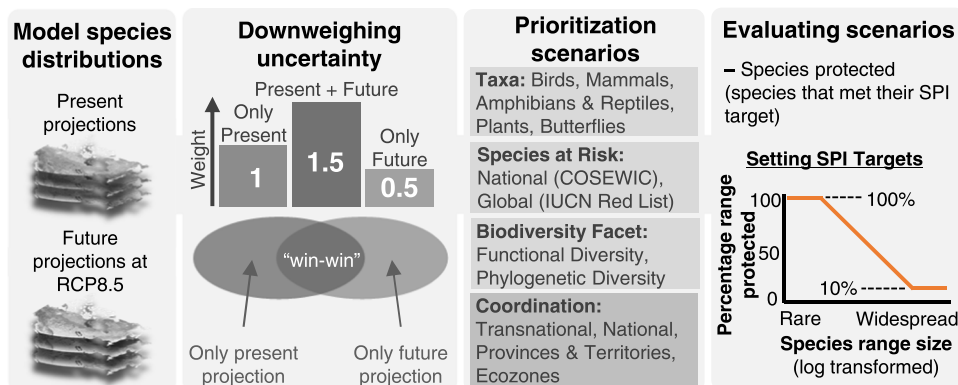 Model species
distributions
Present
projections
Future
projections at
RCP8.5
Downweighing
uncertainty
Present + Future
Only
Present
Only
Future
Weight
1
1.5
0.5
"win-win"
Only present
projection
Only future
projection
Prioritization
scenarios
Taxa: Birds, Mammals,
Amphibians & Reptiles,
Plants, Butterflies
Species at Risk:
National (COSEWIC),
Global (IUCN Red List)
Biodiversity Facet:
Functional Diversity,
Phylogenetic Diversity
Coordination:
Transnational, National,
Provinces & Territories,
Ecozones
Evaluating scenarios
– Species protected
(species that met their SPI
target)
Setting SPI Targets
Percentage range
protected
100
50
0
100%
10%
Rare
Widespread
Species range size
(log transformed)